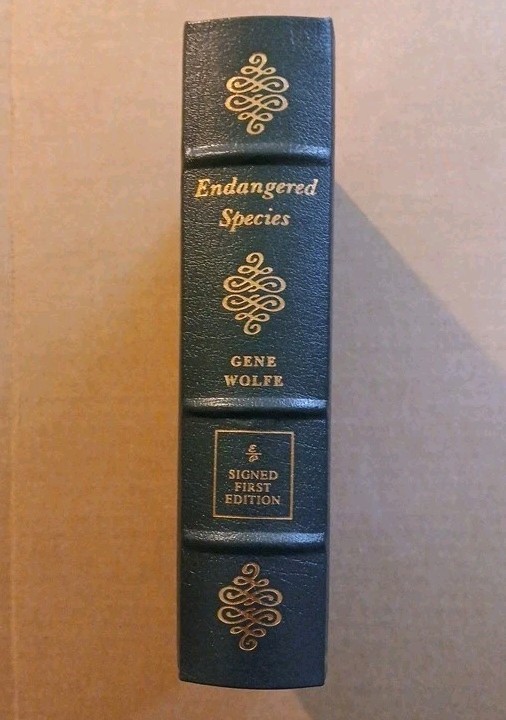 Endangered
Species
GENE
WOLFE
SIGNED
FIRST
EDITION